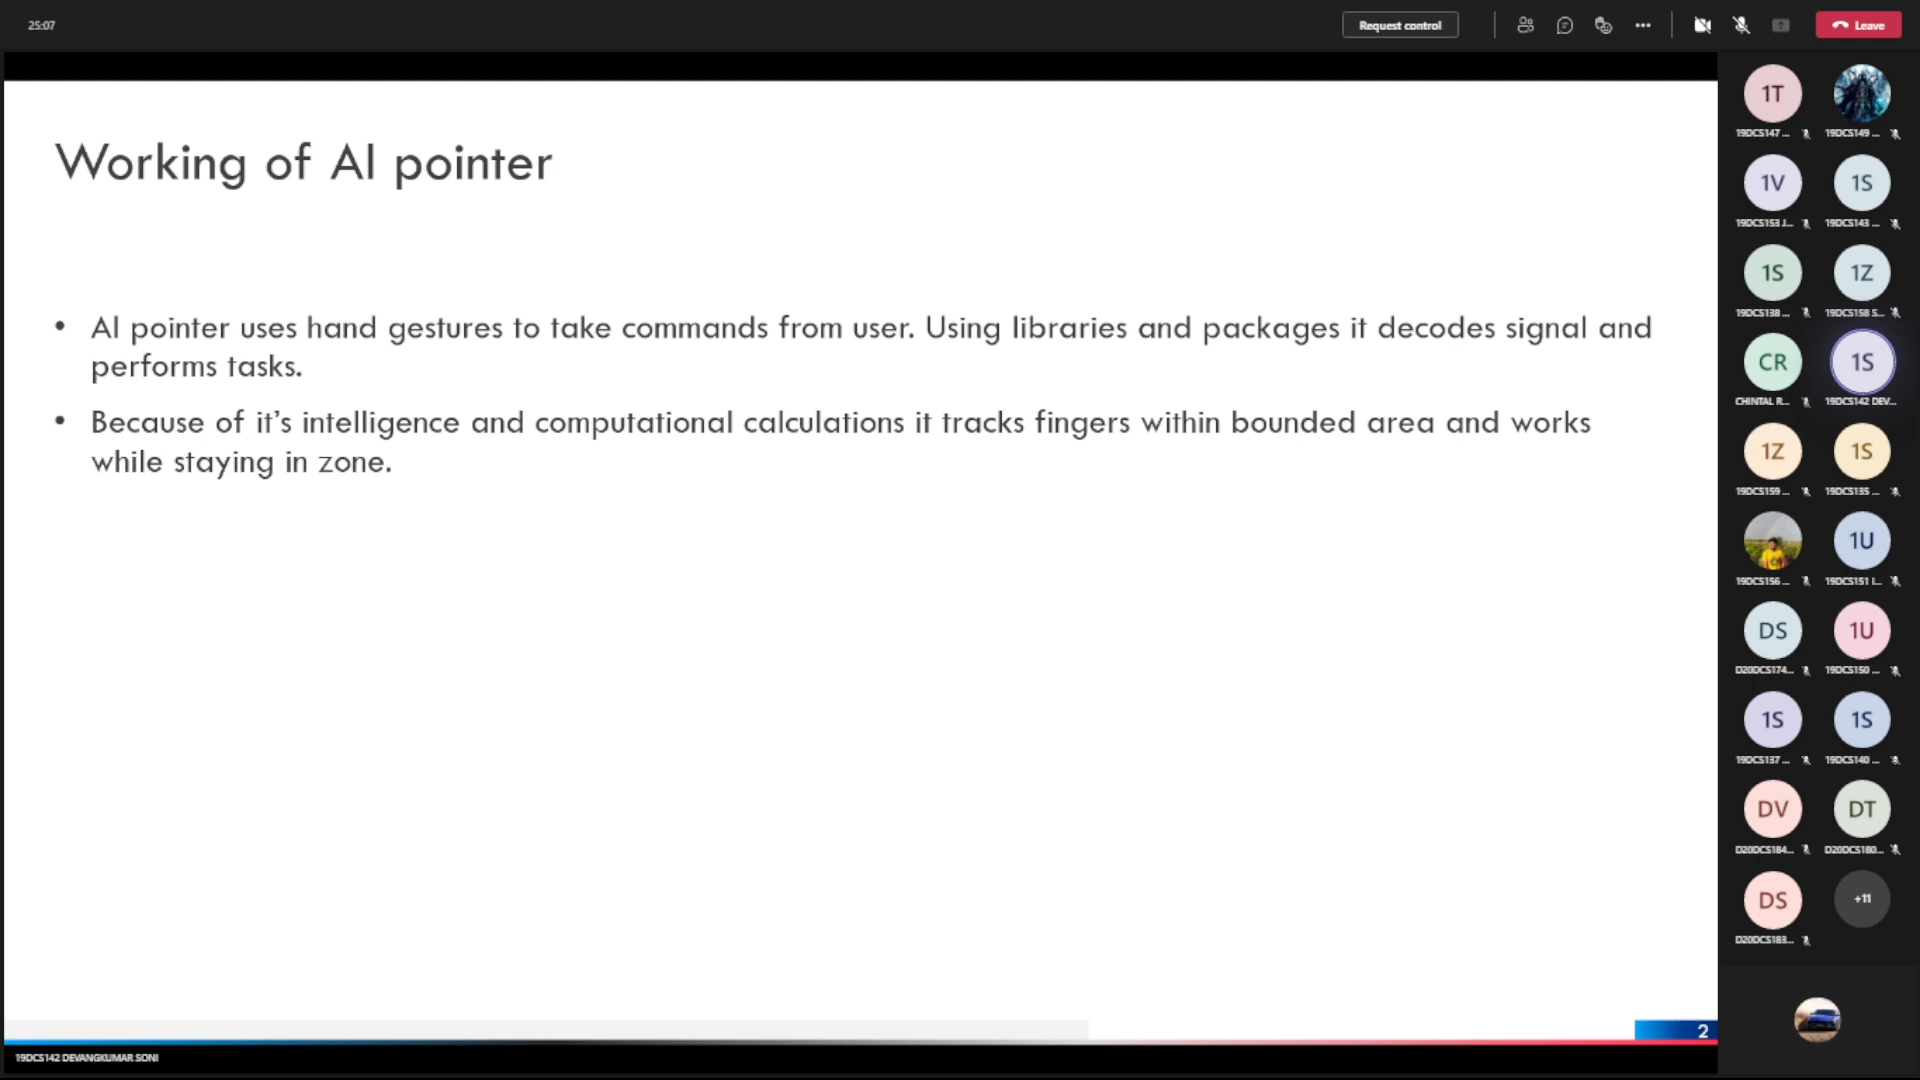 25:07
Request control
Leave
Working of AI pointer
• AI pointer uses hand gestures to take commands from user. Using libraries and packages it decodes signal and
performs tasks.
• Because of it's intelligence and computational calculations it tracks fingers within bounded area and works
while staying in zone.
2
19DCS142 DEVANGKUMAR SONI
1T
19DCS147 ...
19DCS149 ...
1V
1S
19DCS153 J...
19DCS143 ...
1S
1Z
19DCS138 ...
19DCS158 S...
CR
1S
CHINTAL R...
19DCS142 DEV...
1Z
1S
19DCS159 ...
19DCS135 ...
1U
19DCS156 ...
19DCS151 I...
DS
1U
D20DCS174...
19DCS150 ...
1S
1S
19DCS137 ...
19DCS140 ...
DV
DT
D20DCS184...
D20DCS180...
DS
+11
D20DCS183...